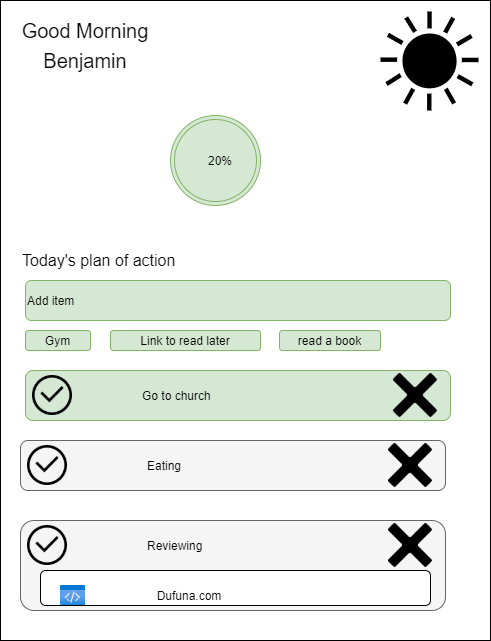 Good Morning
Benjamin
20%
Today's plan of action
Add item
Gym
Link to read later
read a book
Go to church
Eating
Reviewing
</> Dufuna.com